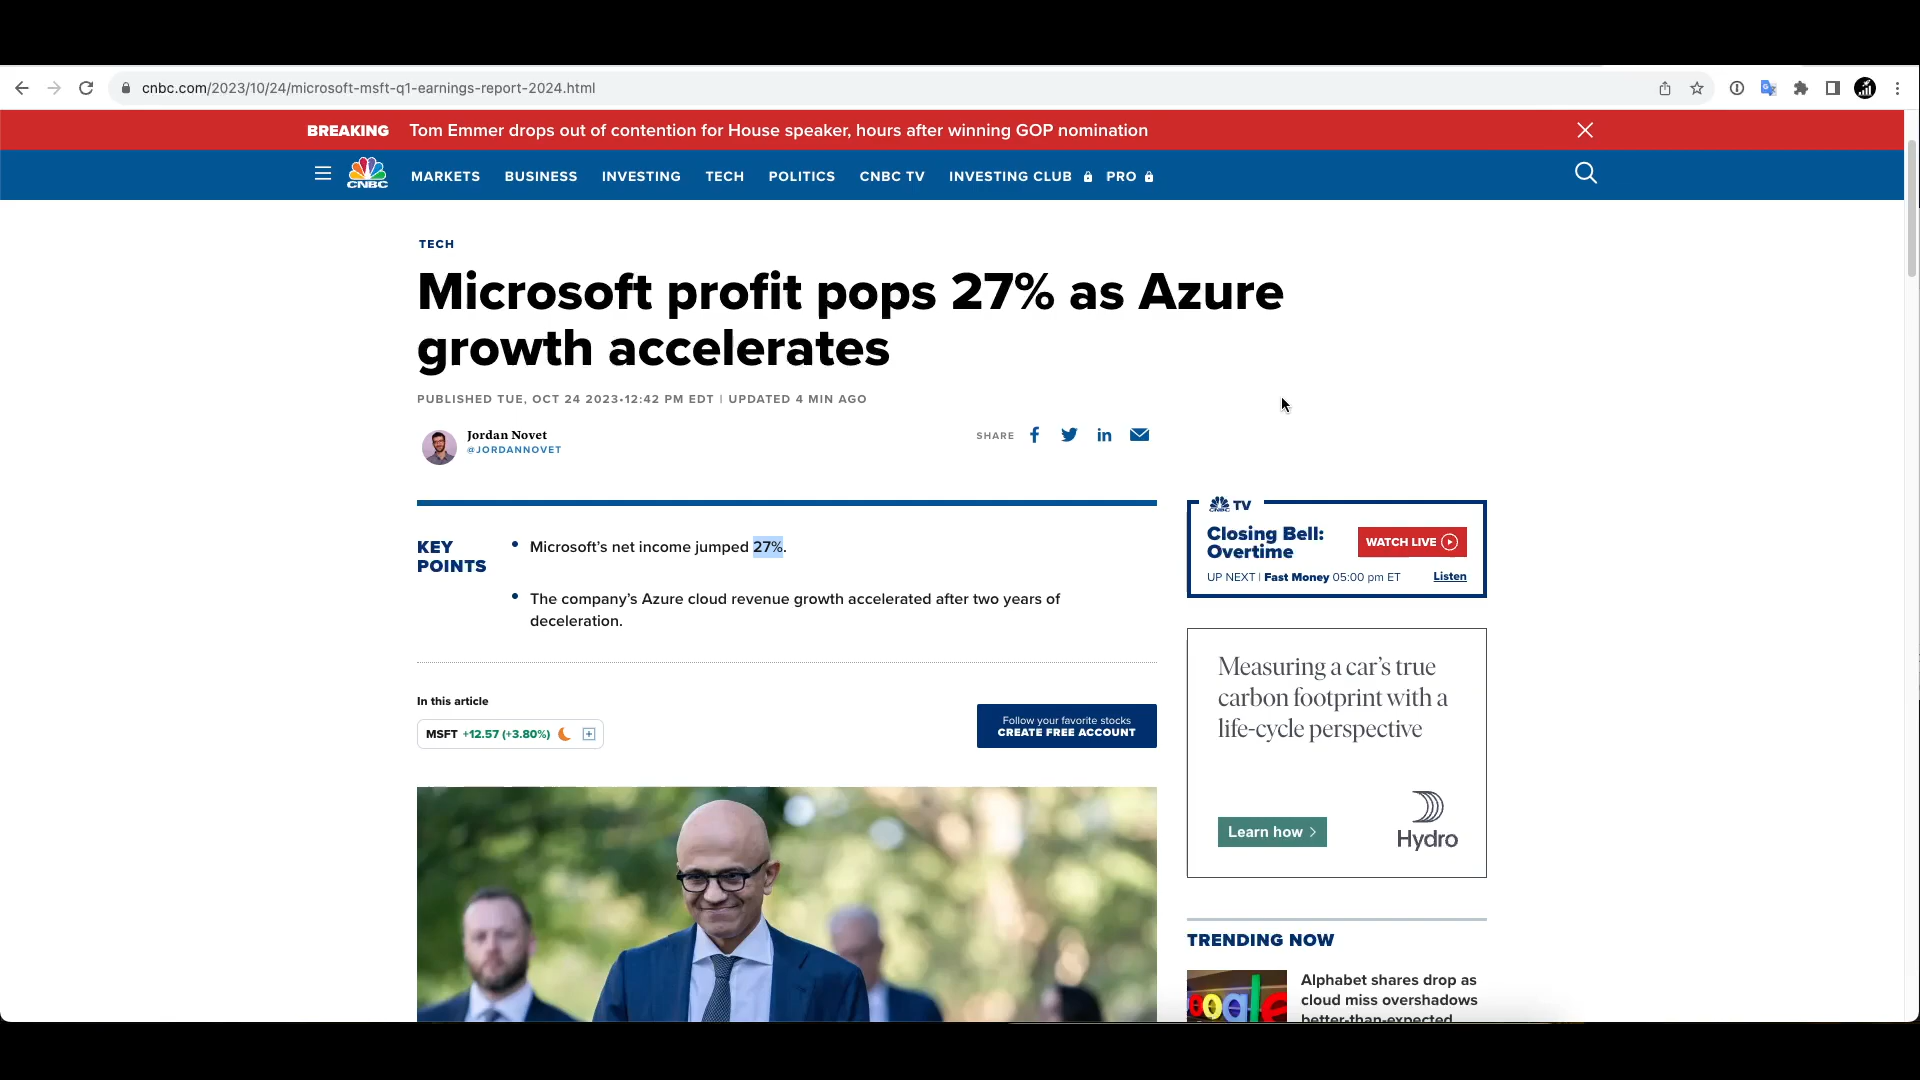 cnbc.com/2023/10/24/microsoft-msft-q1-earnings-report-2024.html
BREAKING Tom Emmer drops out of contention for House speaker, hours after winning GOP nomination
CNBC MARKETS BUSINESS INVESTING TECH POLITICS CNBC TV INVESTING CLUB PRO
TECH
Microsoft profit pops 27% as Azure
growth accelerates
PUBLISHED TUE, OCT 24 2023•12:42 PM EDT | UPDATED 4 MIN AGO
Jordan Novet
@JORDANNOVET
SHARE
KEY
POINTS
Microsoft’s net income jumped 27%.
The company’s Azure cloud revenue growth accelerated after two years of
deceleration.
In this article
MSFT +12.57 (+3.80%)
Follow your favorite stocks
CREATE FREE ACCOUNT
CNBC TV
Closing Bell:
Overtime
WATCH LIVE
UP NEXT | Fast Money 05:00 pm ET
Listen
Measuring a car’s true
carbon footprint with a
life-cycle perspective
Learn how
Hydro
TRENDING NOW
Alphabet shares drop as
cloud miss overshadows
better-than-expected